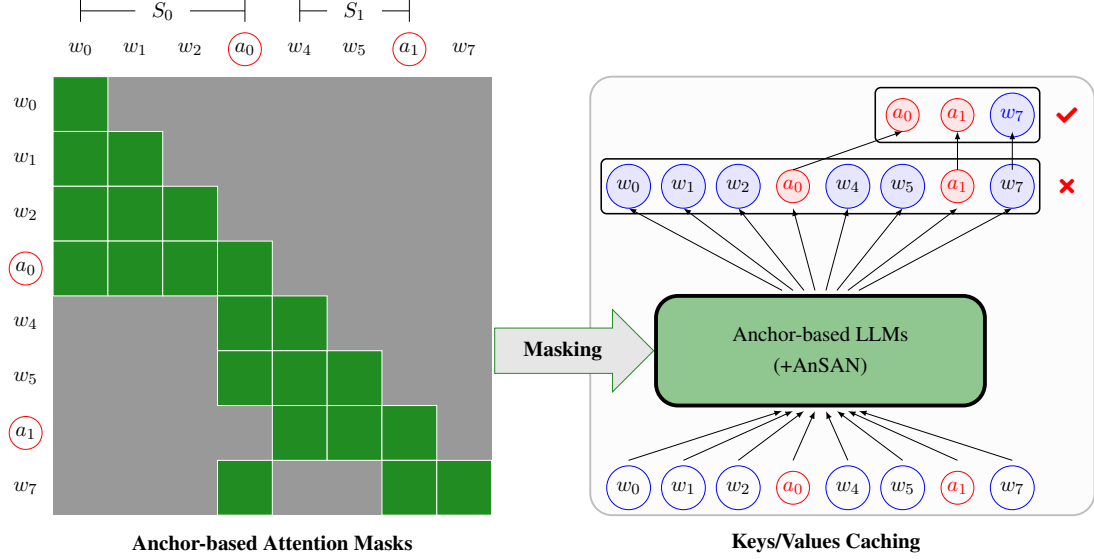 S₀ S₁
w₀ w₁ w₂ a₀ w₄ w₅ a₁ w₇
w₀
w₁
w₂
a₀
w₄
w₅
a₁
w₇
Anchor-based Attention Masks
Masking
a₀ a₁ w₇
w₀ w₁ w₂ a₀ w₄ w₅ a₁ w₇
Anchor-based LLMs
(+AnSAN)
w₀ w₁ w₂ a₀ w₄ w₅ a₁ w₇
Keys/Values Caching